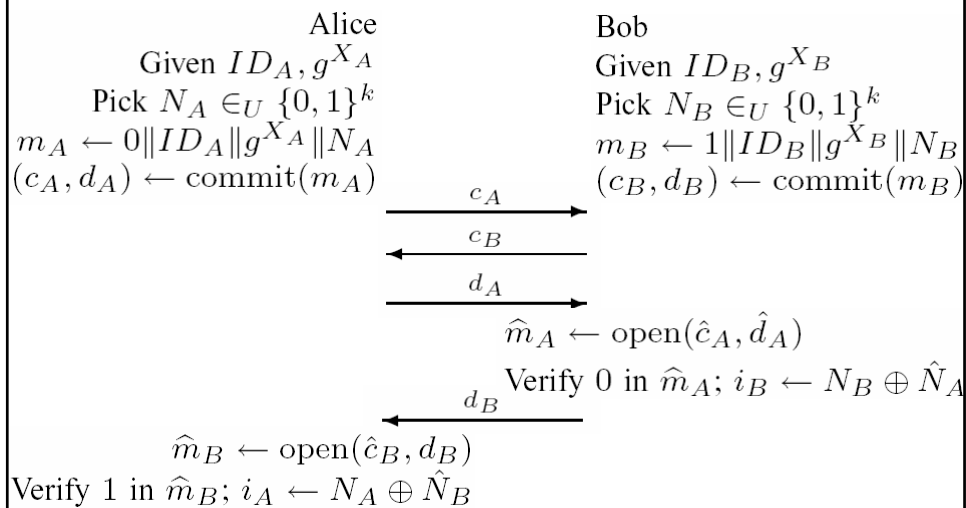 Alice Bob
Given ID_A, g^{X_A} Given ID_B, g^{X_B}
Pick N_A ∈_U {0, 1}^k Pick N_B ∈_U {0, 1}^k
m_A ← 0‖ID_A‖g^{X_A}‖N_A m_B ← 1‖ID_B‖g^{X_B}‖N_B
(c_A, d_A) ← commit(m_A) (c_B, d_B) ← commit(m_B)
c_A
c_B
d_A
m̂_A ← open(ĉ_A, d̂_A)
Verify 0 in m̂_A; i_B ← N_B ⊕ N̂_A
d_B
m̂_B ← open(ĉ_B, d_B)
Verify 1 in m̂_B; i_A ← N_A ⊕ N̂_B